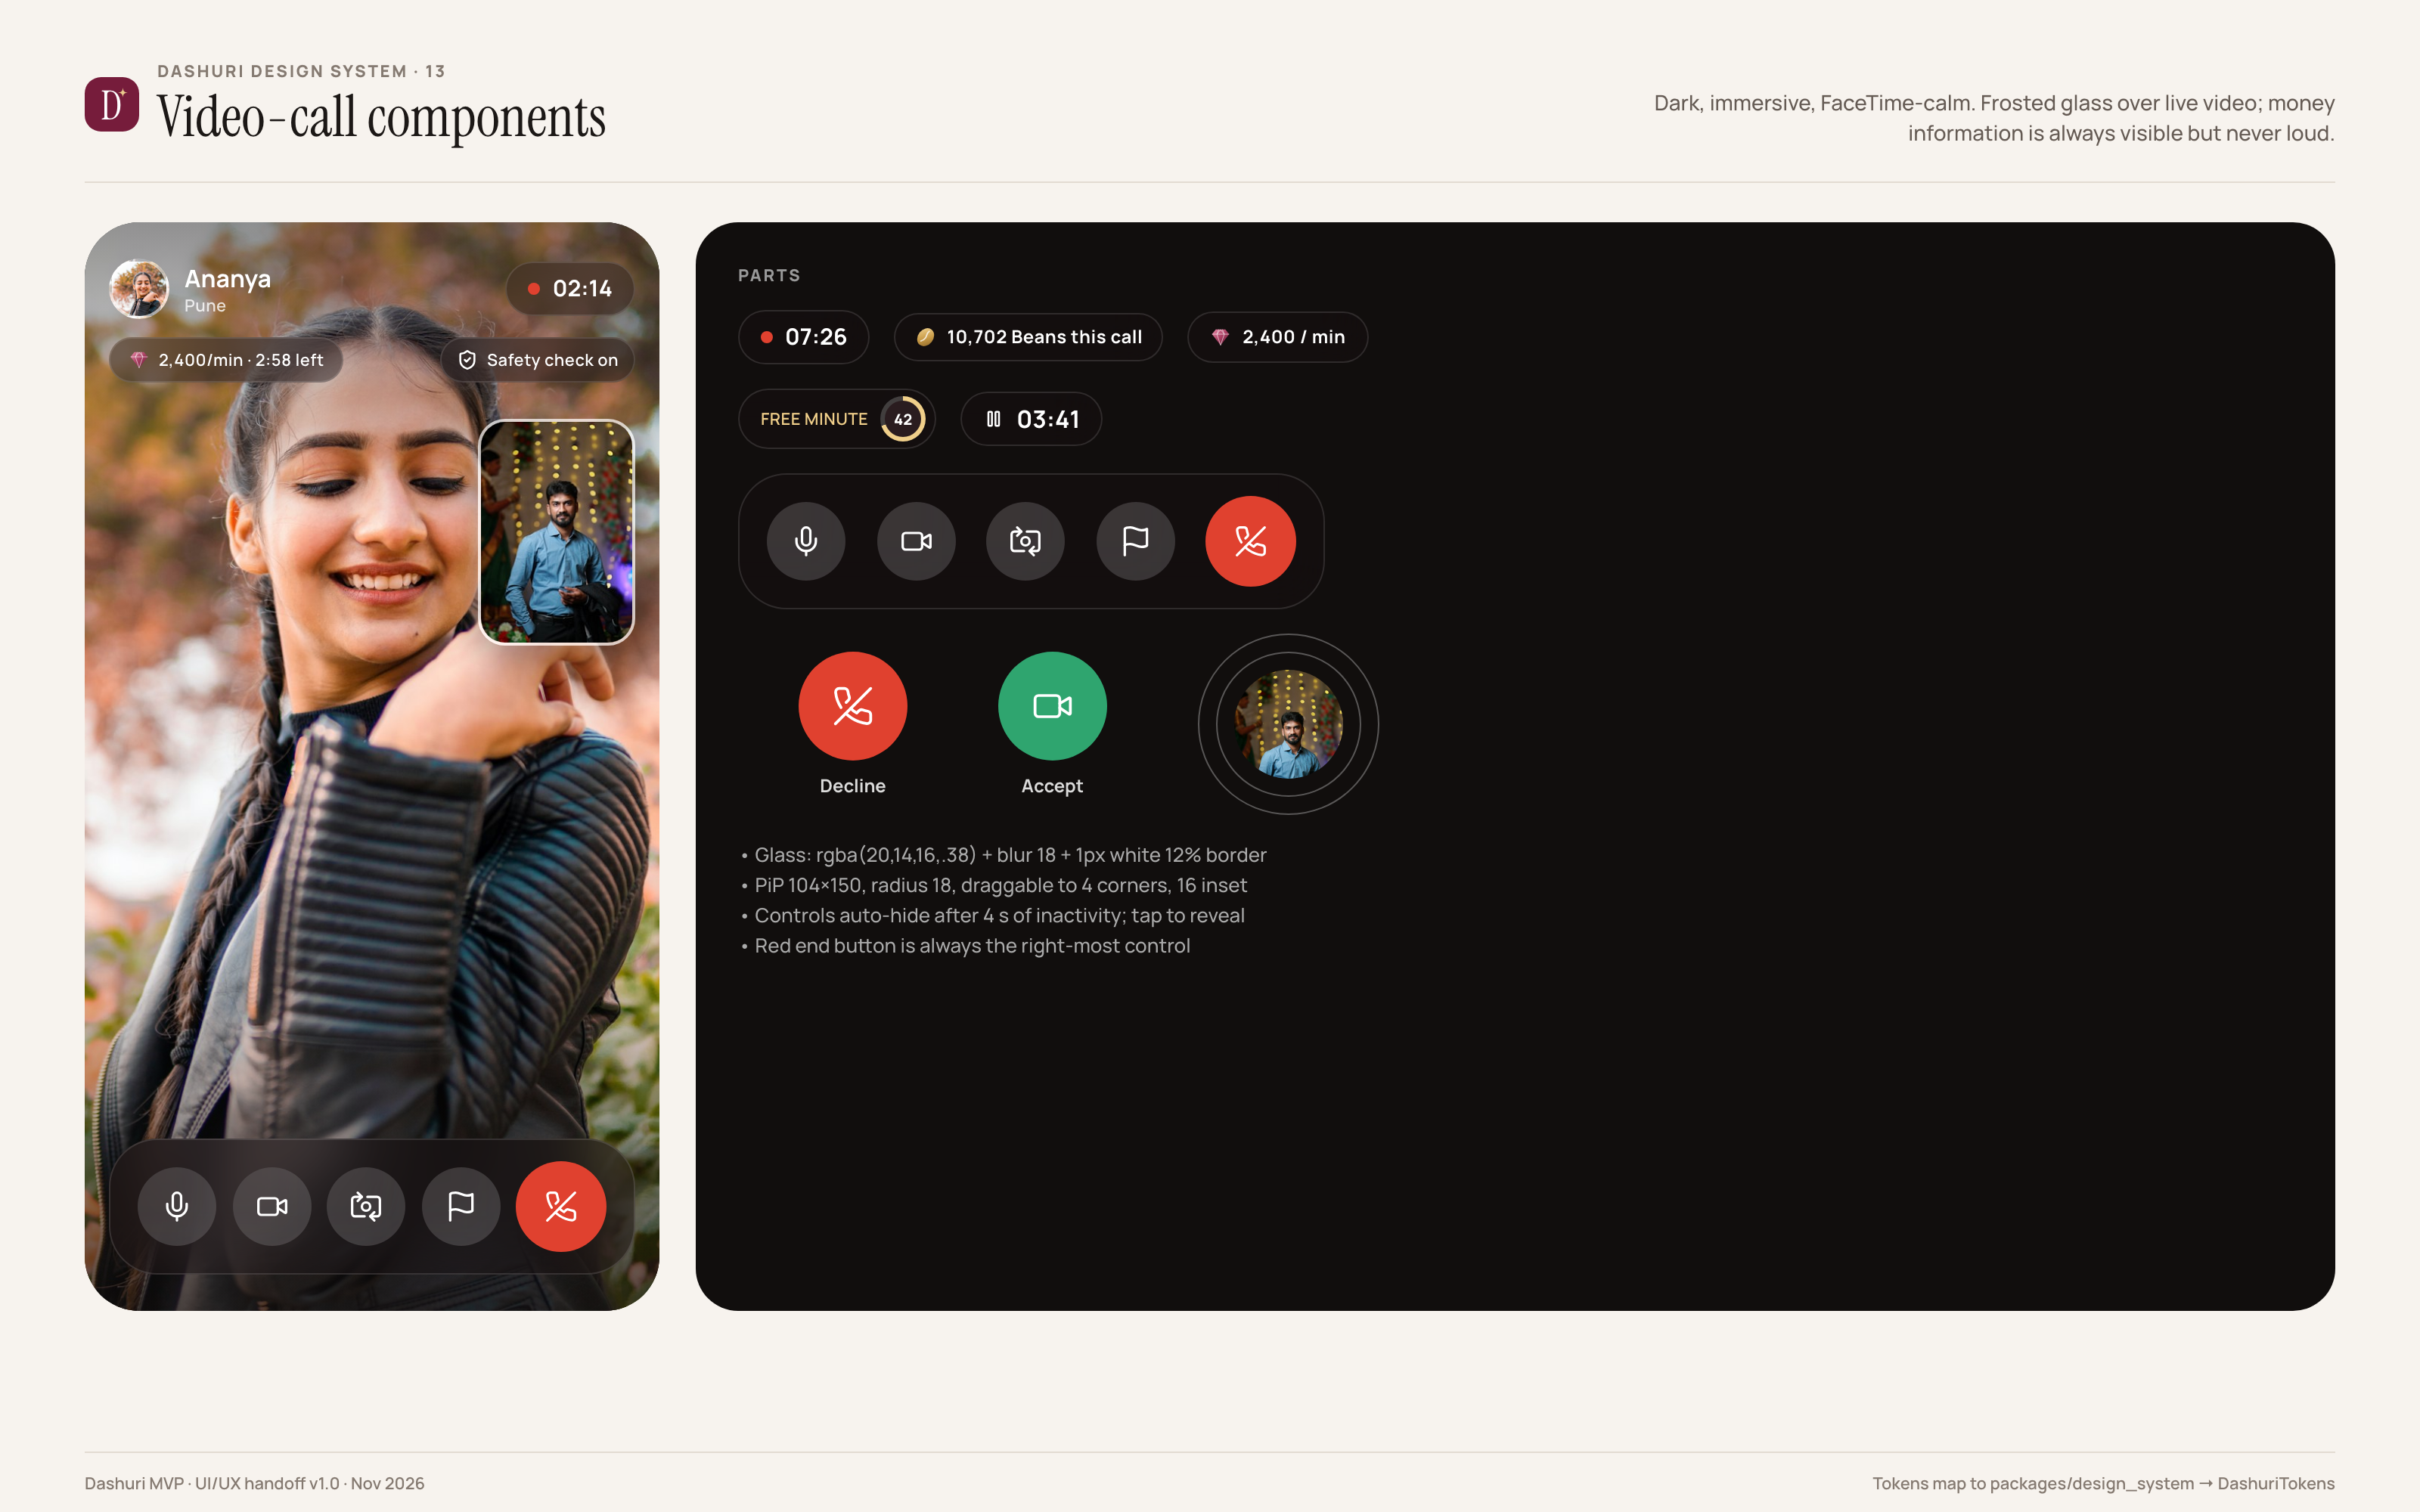 DASHURI DESIGN SYSTEM · 13
D
Video-call components
Dark, immersive, FaceTime-calm. Frosted glass over live video; money
information is always visible but never loud.
Ananya
Pune
02:14
2,400/min · 2:58 left
Safety check on
PARTS
07:26
10,702 Beans this call
2,400 / min
FREE MINUTE
42
03:41
Decline
Accept
• Glass: rgba(20,14,16,.38) + blur 18 + 1px white 12% border
• PiP 104×150, radius 18, draggable to 4 corners, 16 inset
• Controls auto-hide after 4 s of inactivity; tap to reveal
• Red end button is always the right-most control
Dashuri MVP · UI/UX handoff v1.0 · Nov 2026
Tokens map to packages/design_system → DashuriTokens